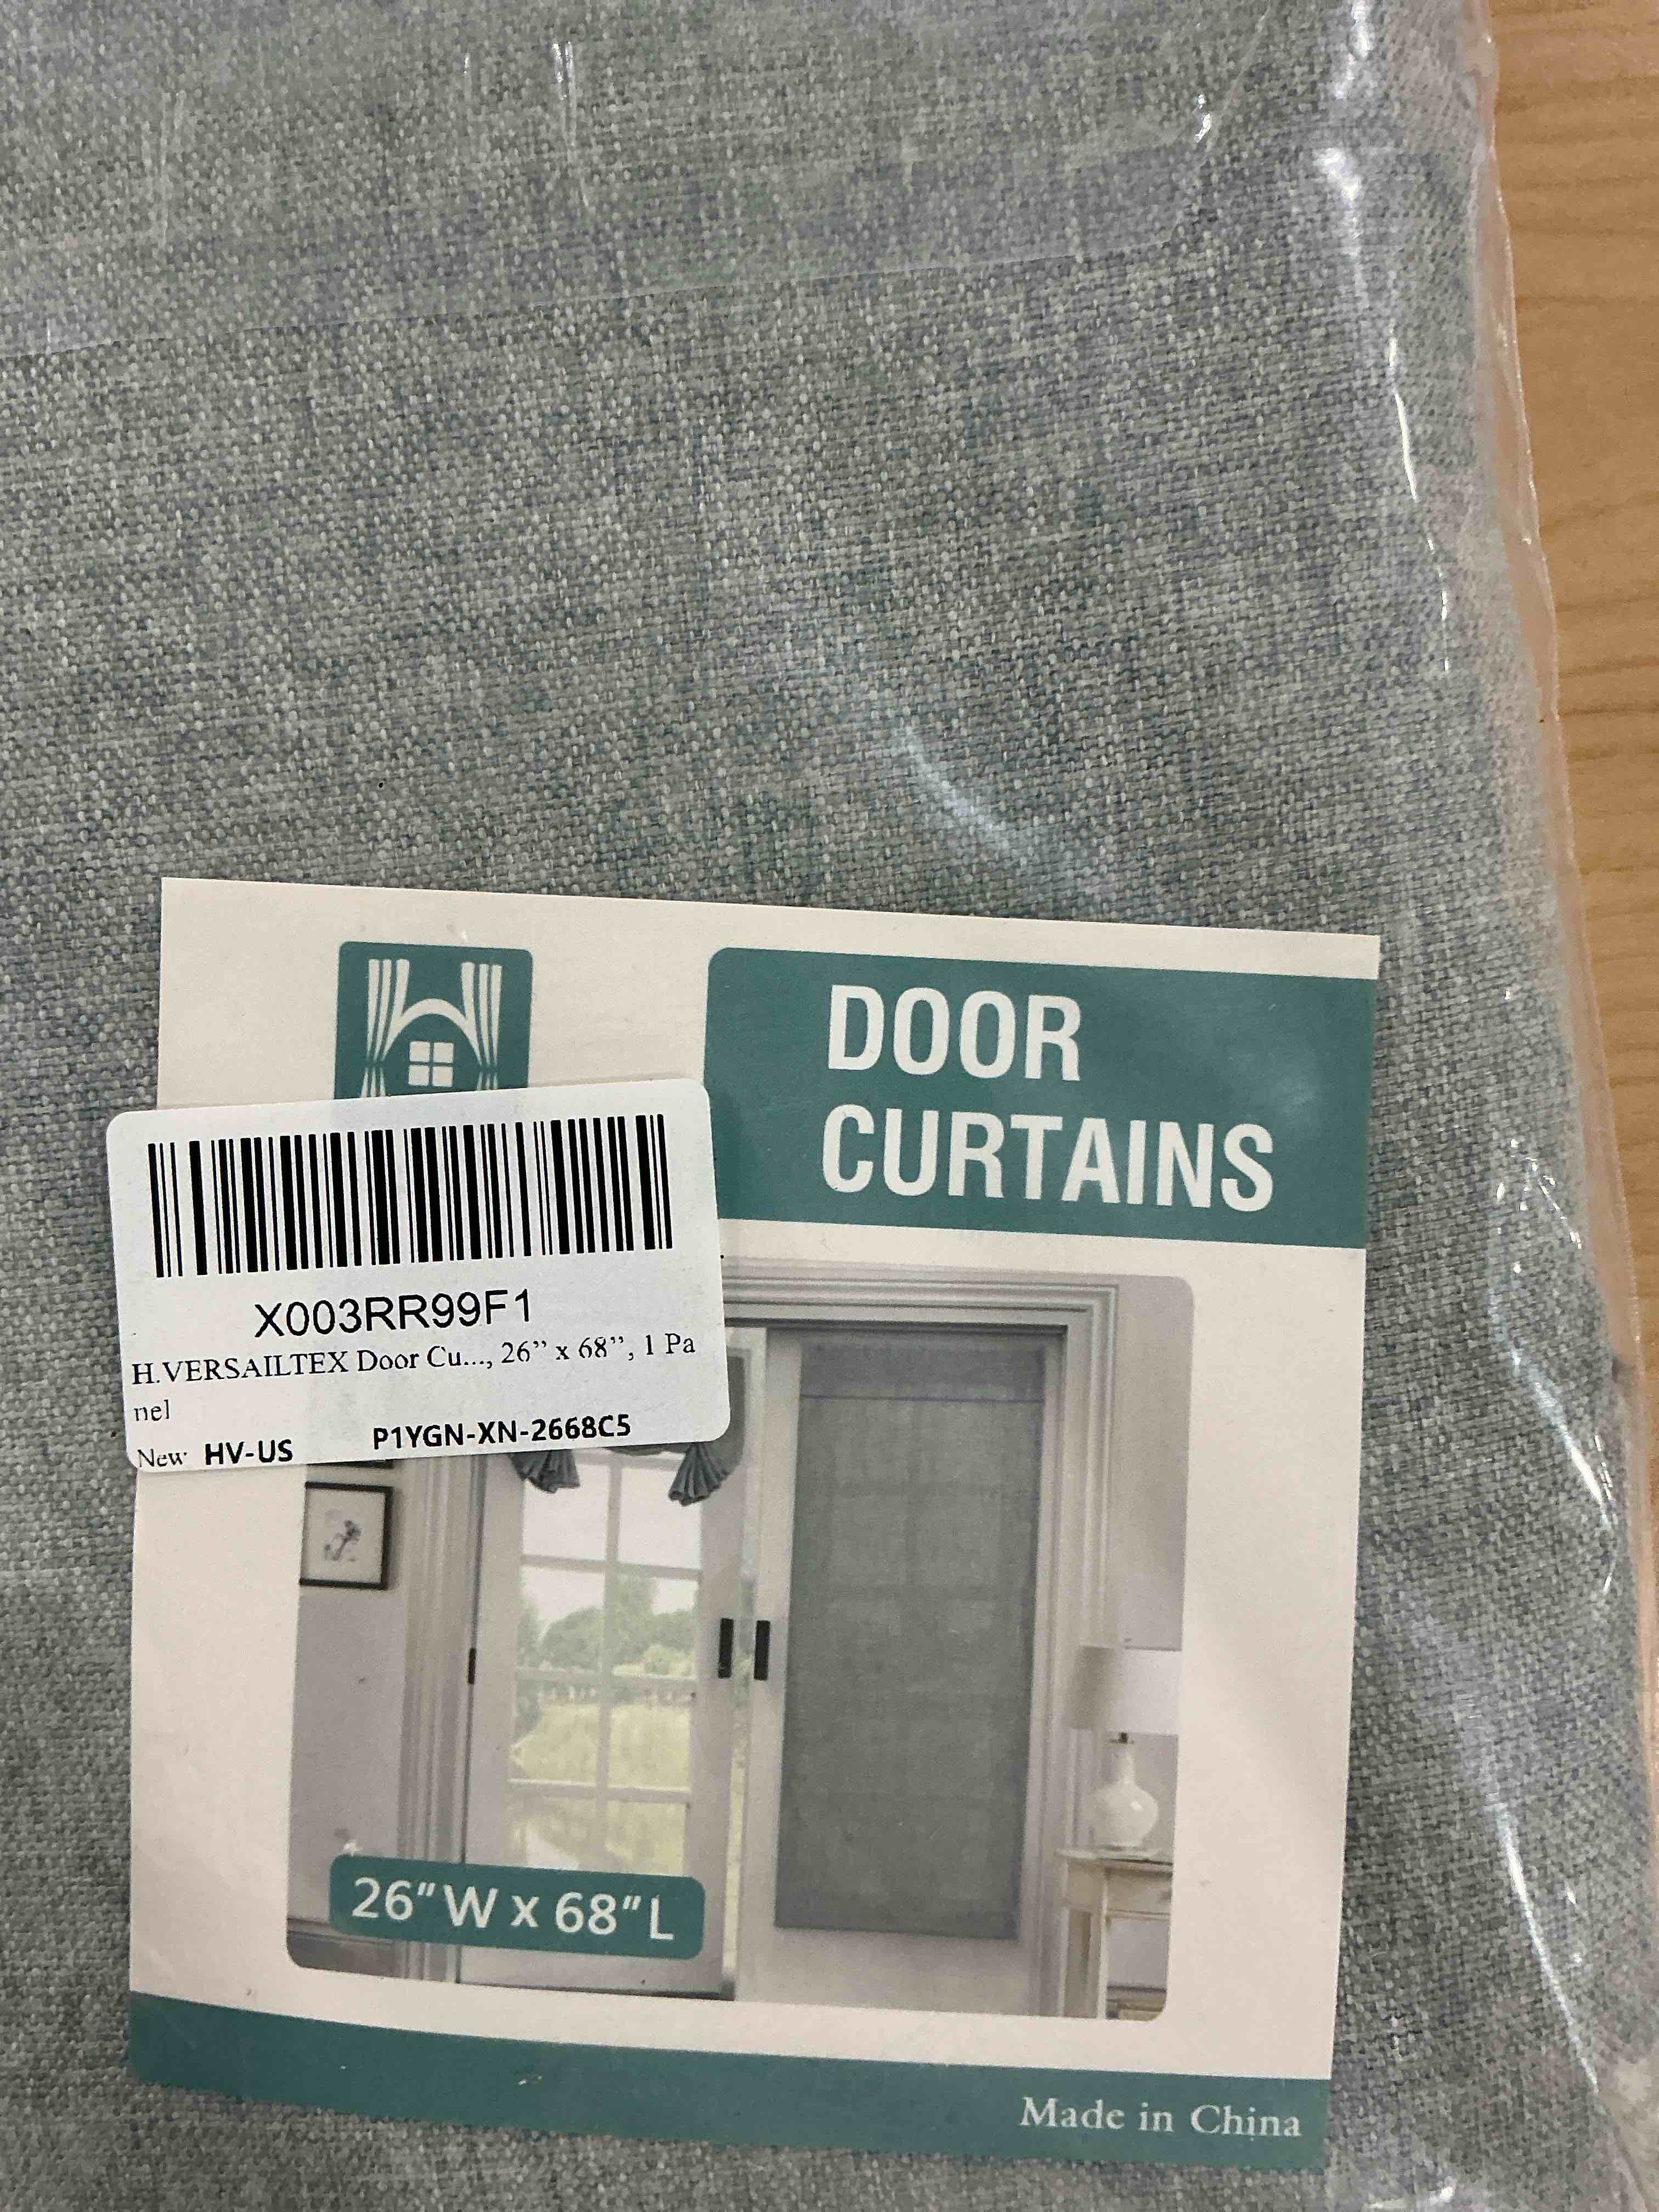 DOOR
CURTAINS
X003RR99F1
H.VERSAILTEX Door Cu..., 26” x 68”, 1 Pa
nel
New HV-US P1YGN-XN-2668C5
26”W x 68”L
Made in China